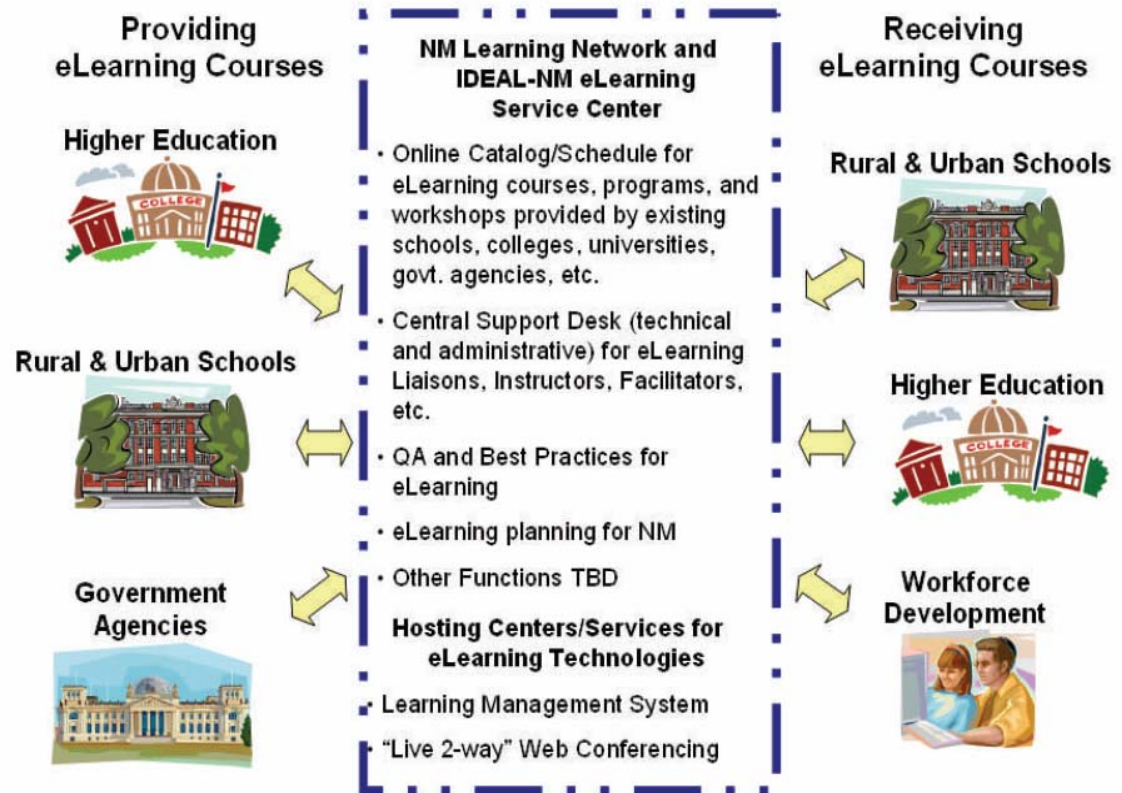 Providing
eLearning Courses
Higher Education
COLLEGE
Rural & Urban Schools
Government
Agencies
NM Learning Network and
IDEAL-NM eLearning
Service Center
· Online Catalog/Schedule for
eLearning courses, programs, and
workshops provided by existing
schools, colleges, universities,
govt. agencies, etc.
· Central Support Desk (technical
and administrative) for eLearning
Liaisons, Instructors, Facilitators,
etc.
· QA and Best Practices for
eLearning
· eLearning planning for NM
· Other Functions TBD
Hosting Centers/Services for
eLearning Technologies
· Learning Management System
· “Live 2-way” Web Conferencing
Receiving
eLearning Courses
Rural & Urban Schools
Higher Education
COLLEGE
Workforce
Development